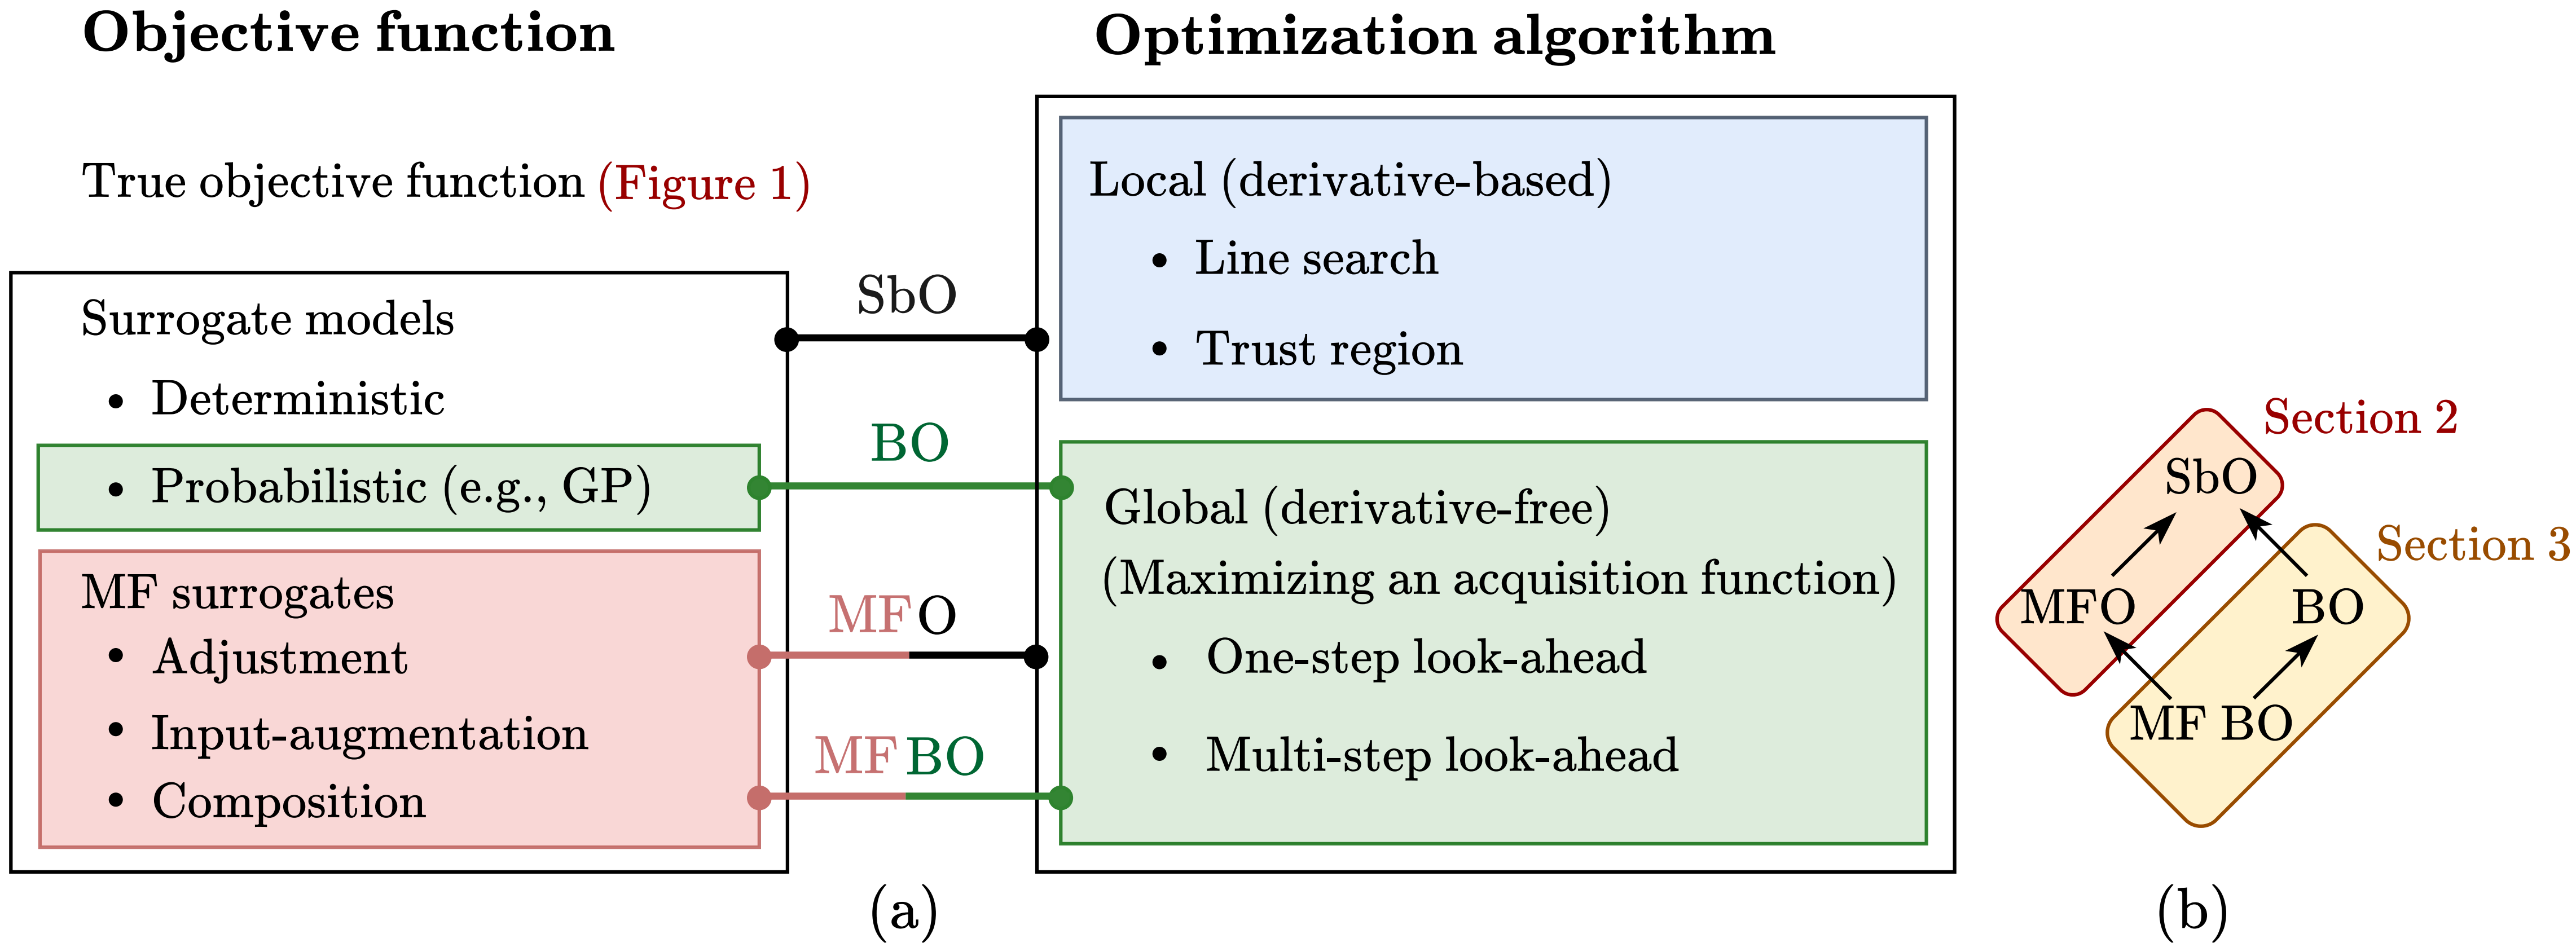 Objective function
True objective function (Figure 1)
Surrogate models
• Deterministic
• Probabilistic (e.g., GP)
MF surrogates
• Adjustment
• Input-augmentation
• Composition
SbO
BO
MFO
MF BO
Optimization algorithm
Local (derivative-based)
• Line search
• Trust region
Global (derivative-free)
(Maximizing an acquisition function)
• One-step look-ahead
• Multi-step look-ahead
(a)
Section 2
SbO
Section 3
MFO
BO
MF BO
(b)